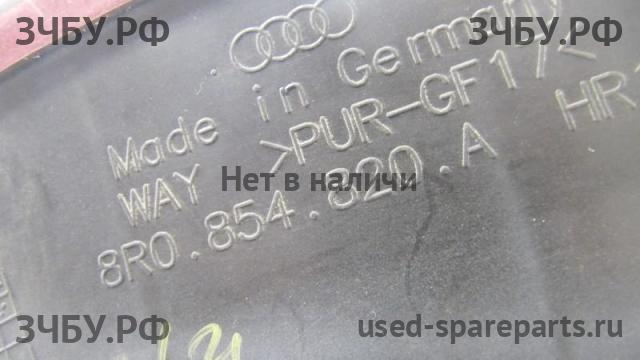 ЗЧБУ.РФ ЗЧБУ.РФ
Made in Germany
WAY >PUR-GF17<
Нет в наличи
8R0.854.820.A HR
ЗЧБУ.РФ used-spareparts.ru